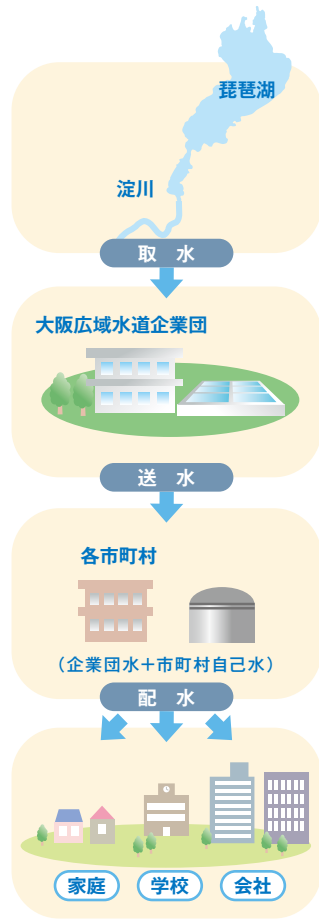 琵琶湖
淀川
取 水
大阪広域水道企業団
送 水
各市町村
（企業団水＋市町村自己水）
配 水
家庭
学校
会社